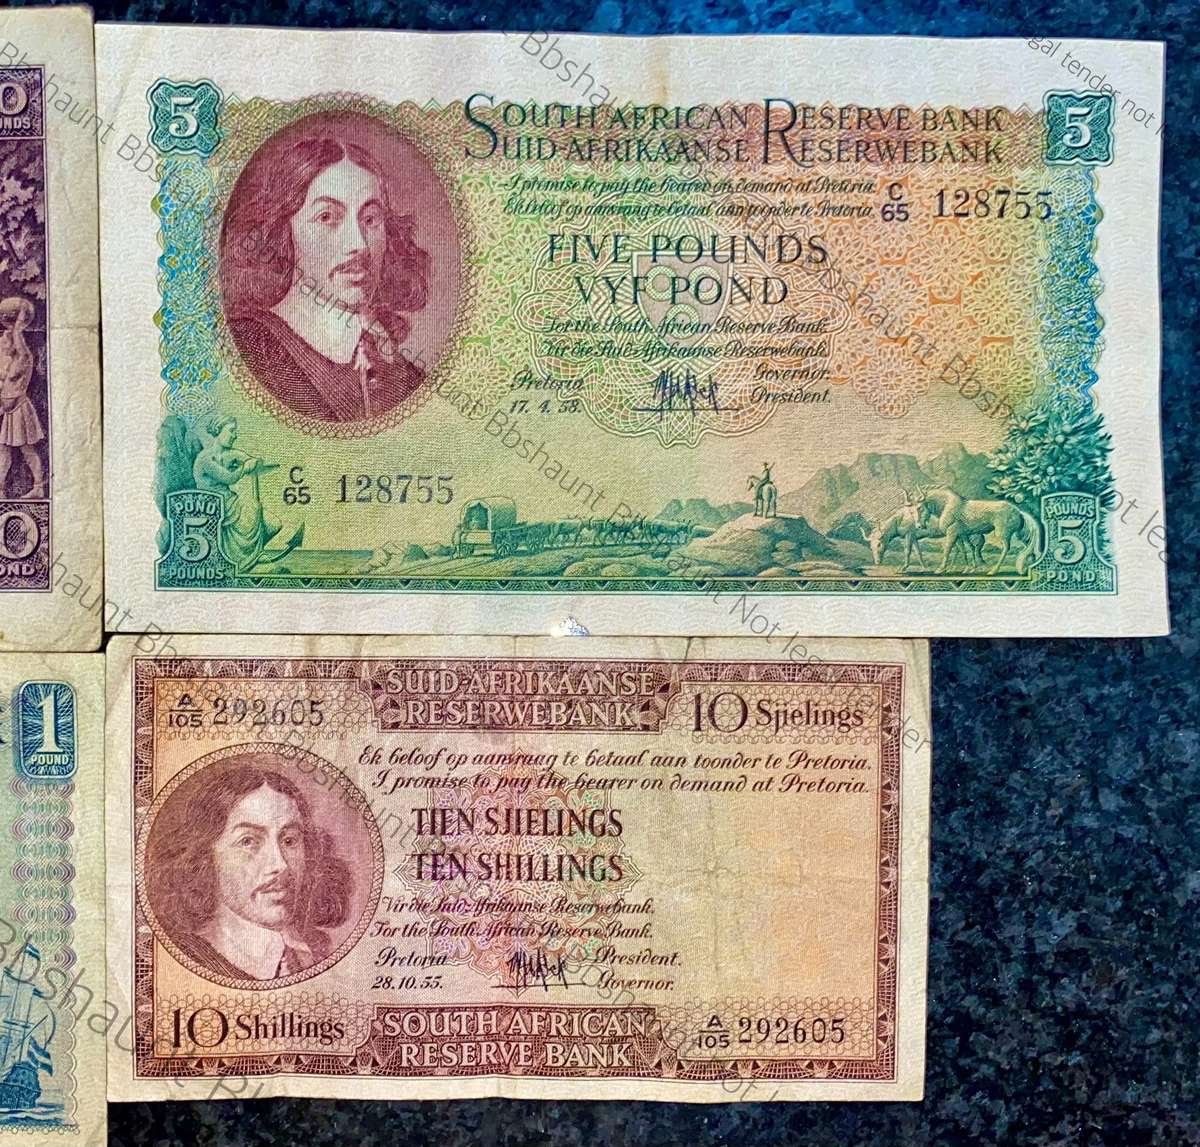 5
5
SOUTH AFRICAN RESERVE BANK
SUID-AFRIKAANSE RESERWEBANK
I promise to pay the bearer on demand at Pretoria.
Ek beloof op aanvraag te betaal aan toonder te Pretoria.
C/65 128755
FIVE POUNDS
VYF POND
For the South African Reserve Bank.
Vir die Suid-Afrikaanse Reserwebank.
Pretoria Governor.
17. 4. 58. President.
C/65 128755
POND
5
POUNDS
POUNDS
5
POND
SUID-AFRIKAANSE
RESERWEBANK
A/105 292605
10 Sjielings
Ek beloof op aanvraag te betaal aan toonder te Pretoria.
I promise to pay the bearer on demand at Pretoria.
TIEN SJIELINGS
TEN SHILLINGS
Vir die Suid-Afrikaanse Reserwebank.
For the South African Reserve Bank.
Pretoria President.
28.10.55. Governor.
10 Shillings
SOUTH AFRICAN
RESERVE BANK
A/105 292605
1
POUND
Bbshaunt Not legal tender